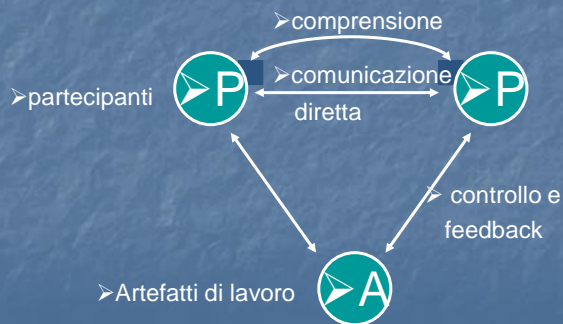 ➢comprensione
➢P
➢comunicazione
diretta
➢P
➢partecipanti
➢ controllo e
feedback
➢Artefatti di lavoro
➢A